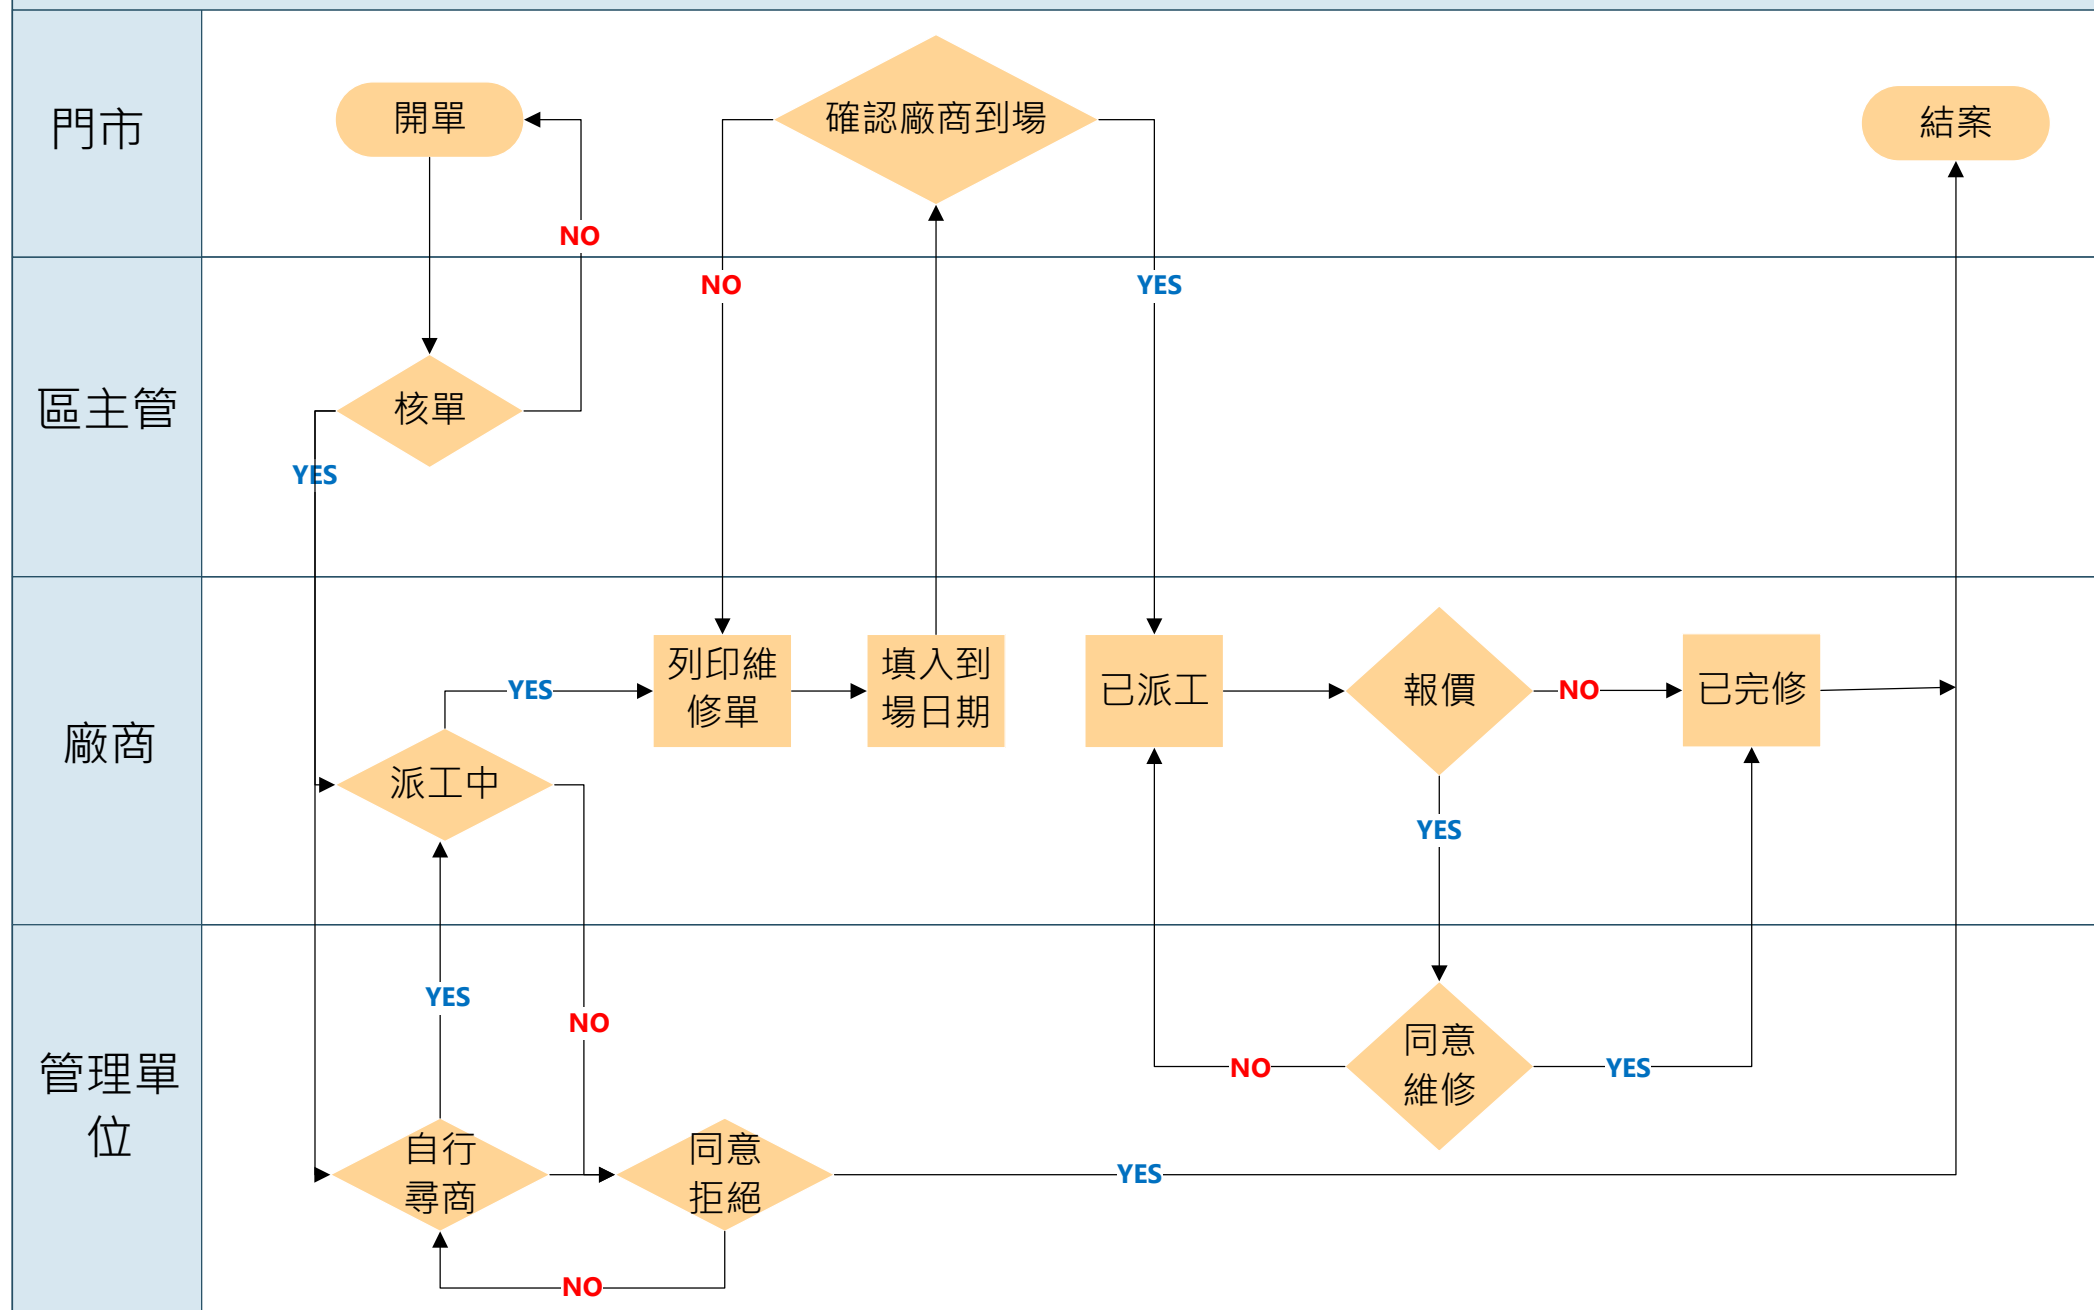 門市
開單
確認廠商到場
結案
NO
NO
YES
區主管
核單
YES
廠商
列印維
修單
填入到
場日期
已派工
報價
NO
已完修
YES
派工中
YES
管理單
位
YES
NO
同意
維修
NO
YES
自行
尋商
同意
拒絕
YES
NO